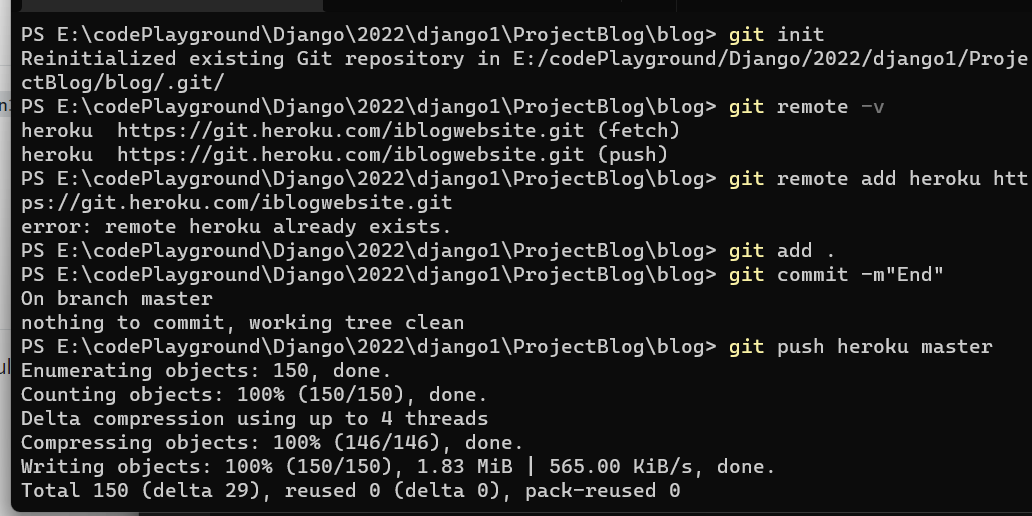 PS E:\codePlayground\Django\2022\django1\ProjectBlog\blog> git init
Reinitialized existing Git repository in E:/codePlayground/Django/2022/django1/Proje
ctBlog/blog/.git/
PS E:\codePlayground\Django\2022\django1\ProjectBlog\blog> git remote -v
heroku  https://git.heroku.com/iblogwebsite.git (fetch)
heroku  https://git.heroku.com/iblogwebsite.git (push)
PS E:\codePlayground\Django\2022\django1\ProjectBlog\blog> git remote add heroku htt
ps://git.heroku.com/iblogwebsite.git
error: remote heroku already exists.
PS E:\codePlayground\Django\2022\django1\ProjectBlog\blog> git add .
PS E:\codePlayground\Django\2022\django1\ProjectBlog\blog> git commit -m"End"
On branch master
nothing to commit, working tree clean
PS E:\codePlayground\Django\2022\django1\ProjectBlog\blog> git push heroku master
Enumerating objects: 150, done.
Counting objects: 100% (150/150), done.
Delta compression using up to 4 threads
Compressing objects: 100% (146/146), done.
Writing objects: 100% (150/150), 1.83 MiB | 565.00 KiB/s, done.
Total 150 (delta 29), reused 0 (delta 0), pack-reused 0